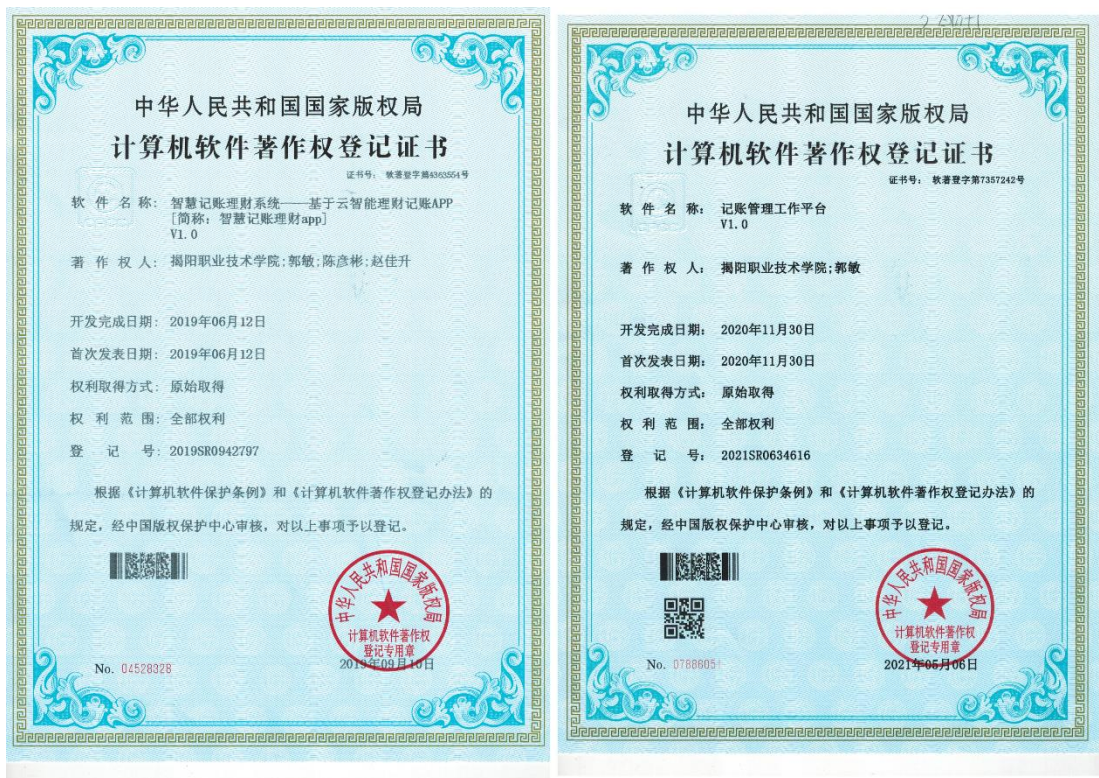 中华人民共和国国家版权局
计算机软件著作权登记证书
证书号： 软著登字第4363554号
软件名称： 智慧记账理财系统——基于云智能理财记账APP
[简称：智慧记账理财app]
V1.0
著作权人： 揭阳职业技术学院;郭敏;陈彦彬;赵佳升
开发完成日期： 2019年06月12日
首次发表日期： 2019年06月12日
权利取得方式： 原始取得
权利范围： 全部权利
登记号： 2019SR0942797
根据《计算机软件保护条例》和《计算机软件著作权登记办法》的
规定，经中国版权保护中心审核，对以上事项予以登记。
中华人民共和国国家版权局
计算机软件著作权
登记专用章
No. 04528328
2019年09月10日
中华人民共和国国家版权局
计算机软件著作权登记证书
证书号： 软著登字第7357242号
软件名称： 记账管理工作平台
V1.0
著作权人： 揭阳职业技术学院;郭敏
开发完成日期： 2020年11月30日
首次发表日期： 2020年11月30日
权利取得方式： 原始取得
权利范围： 全部权利
登记号： 2021SR0634616
根据《计算机软件保护条例》和《计算机软件著作权登记办法》的
规定，经中国版权保护中心审核，对以上事项予以登记。
中华人民共和国国家版权局
计算机软件著作权
登记专用章
No.
2021年05月06日